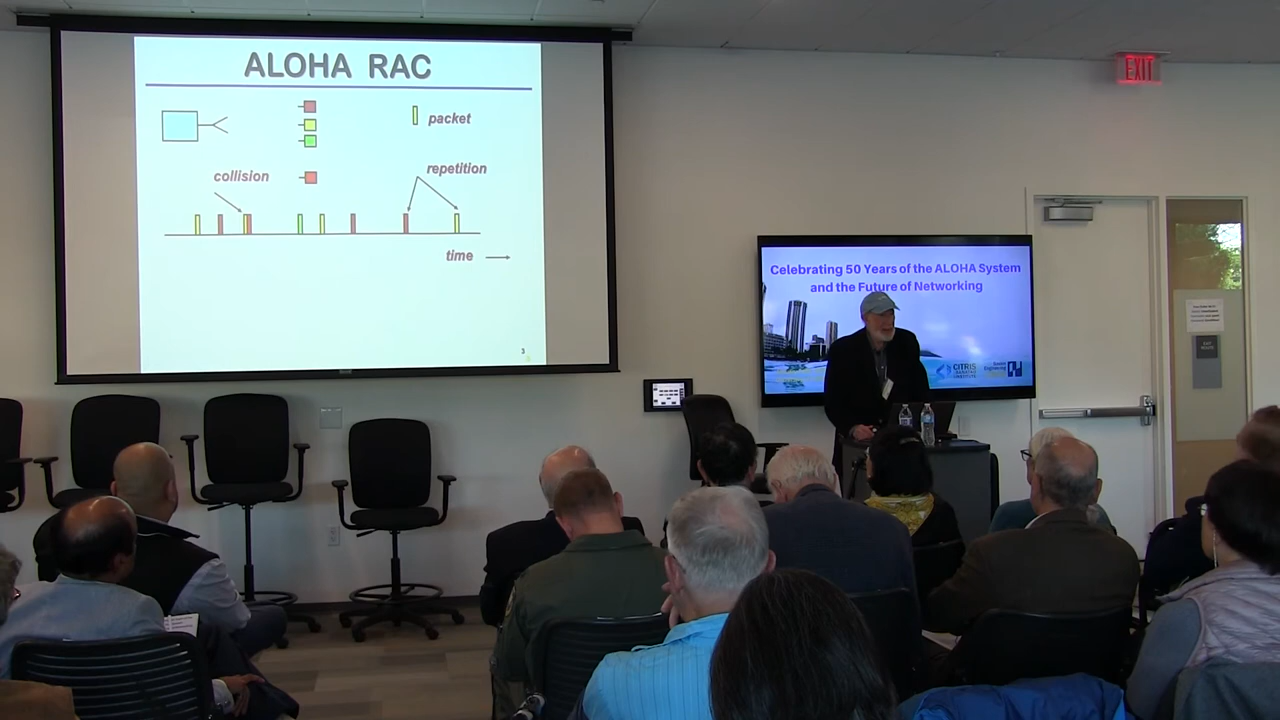 ALOHA RAC
packet
collision
repetition
time
3
EXIT
Celebrating 50 Years of the ALOHA System
and the Future of Networking
CITRIS